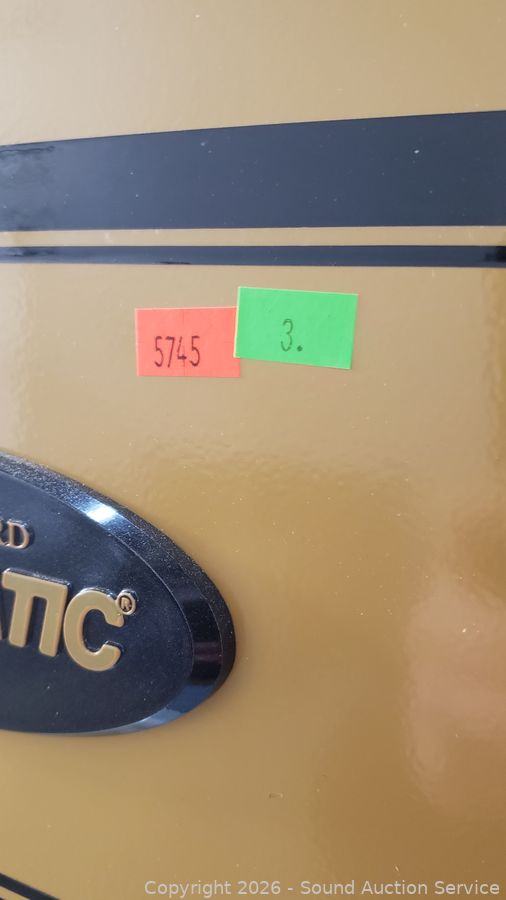 5745
3.
RD
ATIC®
Copyright 2026 - Sound Auction Service